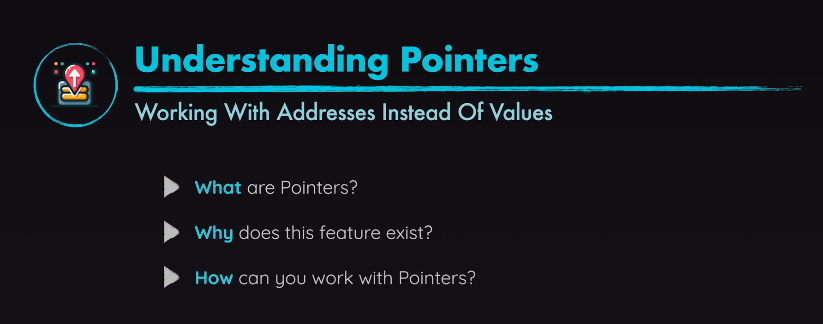 Understanding Pointers
Working With Addresses Instead Of Values
What are Pointers?
Why does this feature exist?
How can you work with Pointers?